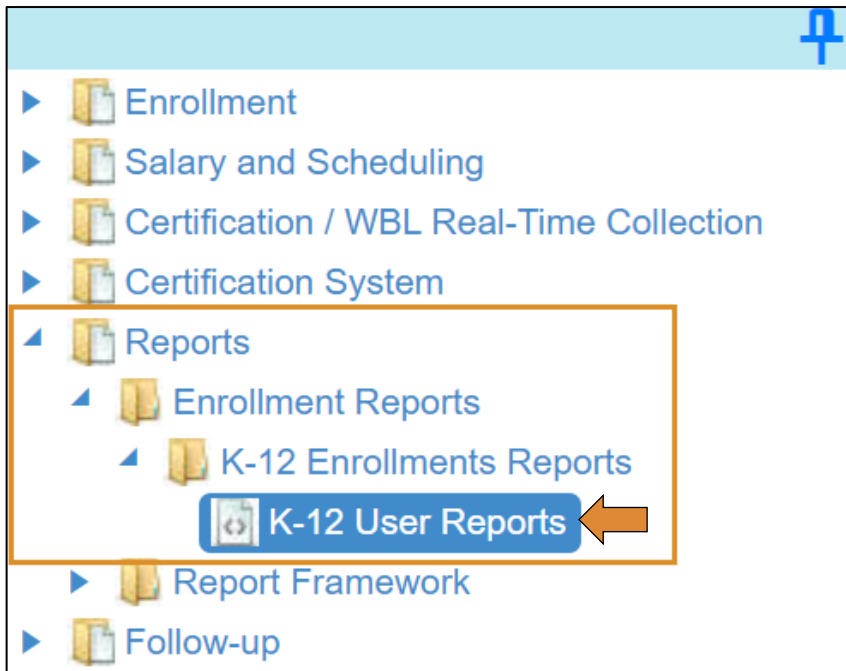 Enrollment
Salary and Scheduling
Certification / WBL Real-Time Collection
Certification System
Reports
Enrollment Reports
K-12 Enrollments Reports
K-12 User Reports
Report Framework
Follow-up